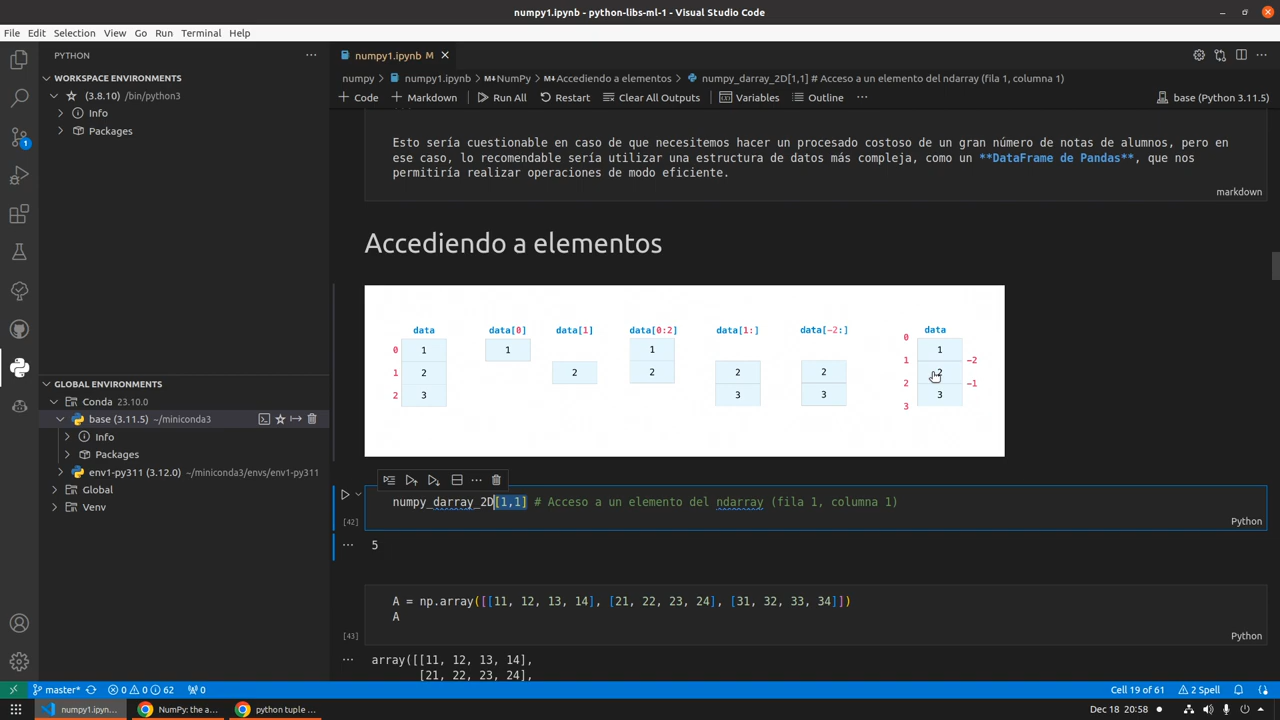 numpy1.ipynb - python-libs-ml-1 - Visual Studio Code
File Edit Selection View Go Run Terminal Help
PYTHON
WORKSPACE ENVIRONMENTS
(3.8.10) /bin/python3
Info
Packages
GLOBAL ENVIRONMENTS
Conda 23.10.0
base (3.11.5) ~/miniconda3
Info
Packages
env1-py311 (3.12.0) ~/miniconda3/envs/env1-py311
Global
Venv
1
numpy1.ipynb M
numpy > numpy1.ipynb > M↓NumPy > M↓Accediendo a elementos > numpy_darray_2D[1,1] # Acceso a un elemento del ndarray (fila 1, columna 1)
+ Code + Markdown Run All Restart Clear All Outputs Variables Outline ... base (Python 3.11.5)
Esto sería cuestionable en caso de que necesitemos hacer un procesado costoso de un gran número de notas de alumnos, pero en
ese caso, lo recomendable sería utilizar una estructura de datos más compleja, como un **DataFrame de Pandas**, que nos
permitiría realizar operaciones de modo eficiente.
markdown
Accediendo a elementos
data data[0] data[1] data[0:2] data[1:] data[-2:] data
0 1 1 1 0 1
1 2 2 2 2 2 1 2 -2
2 3 3 3 2 3 -1
3
numpy_darray_2D[1,1] # Acceso a un elemento del ndarray (fila 1, columna 1)
[42] Python
... 5
A = np.array([[11, 12, 13, 14], [21, 22, 23, 24], [31, 32, 33, 34]])
A
[43] Python
... array([[11, 12, 13, 14],
[21, 22, 23, 24],
master* 0 0 62 0 Cell 19 of 61 2 Spell
numpy1.ipyn... NumPy: the a... python tuple ... Dec 18 20:58